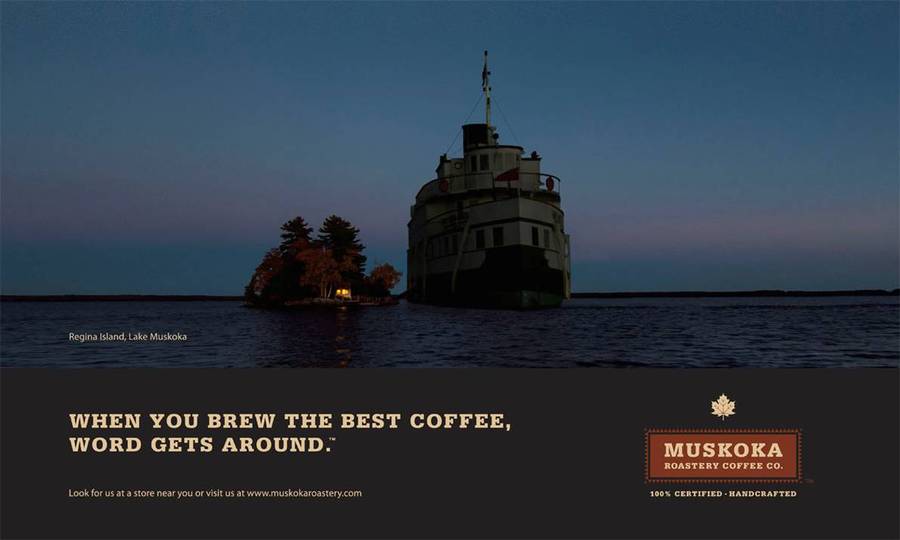 Regina Island, Lake Muskoka
WHEN YOU BREW THE BEST COFFEE,
WORD GETS AROUND.™
Look for us at a store near you or visit us at www.muskokaroastery.com
MUSKOKA
ROASTERY COFFEE CO.™
100% CERTIFIED · HANDCRAFTED